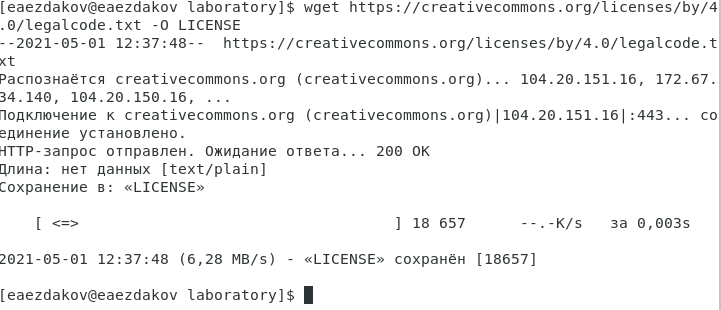 [eaezdakov@eaezdakov laboratory]$ wget https://creativecommons.org/licenses/by/4
.0/legalcode.txt -O LICENSE
--2021-05-01 12:37:48--  https://creativecommons.org/licenses/by/4.0/legalcode.t
xt
Распознаётся creativecommons.org (creativecommons.org)... 104.20.151.16, 172.67.
34.140, 104.20.150.16, ...
Подключение к creativecommons.org (creativecommons.org)|104.20.151.16|:443... со
единение установлено.
HTTP-запрос отправлен. Ожидание ответа... 200 OK
Длина: нет данных [text/plain]
Сохранение в: «LICENSE»
    [ <=>                                   ] 18 657      --.-K/s   за 0,003s
2021-05-01 12:37:48 (6,28 MB/s) - «LICENSE» сохранён [18657]
[eaezdakov@eaezdakov laboratory]$